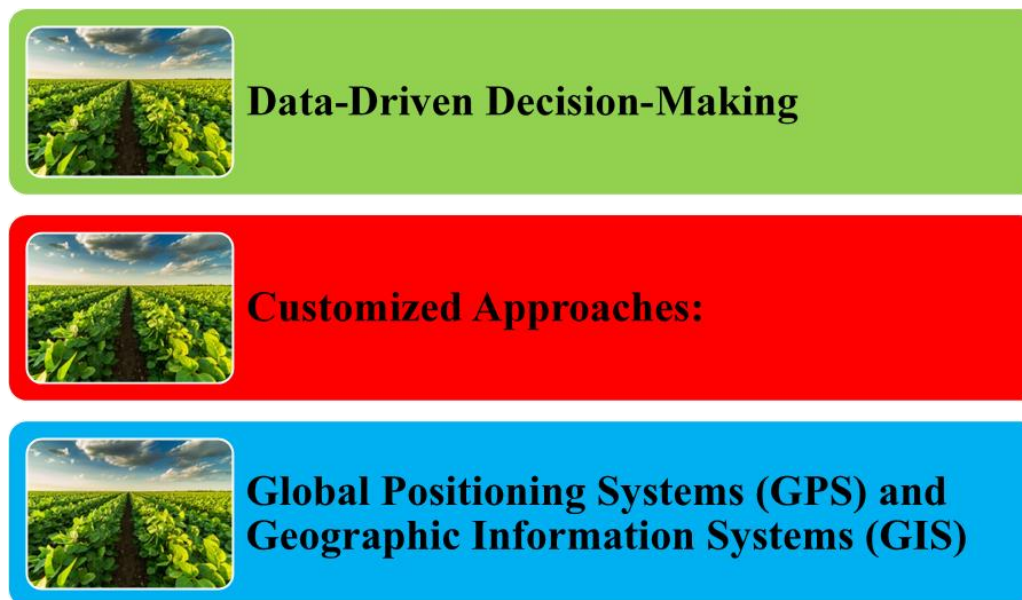 Data-Driven Decision-Making
Customized Approaches:
Global Positioning Systems (GPS) and
Geographic Information Systems (GIS)